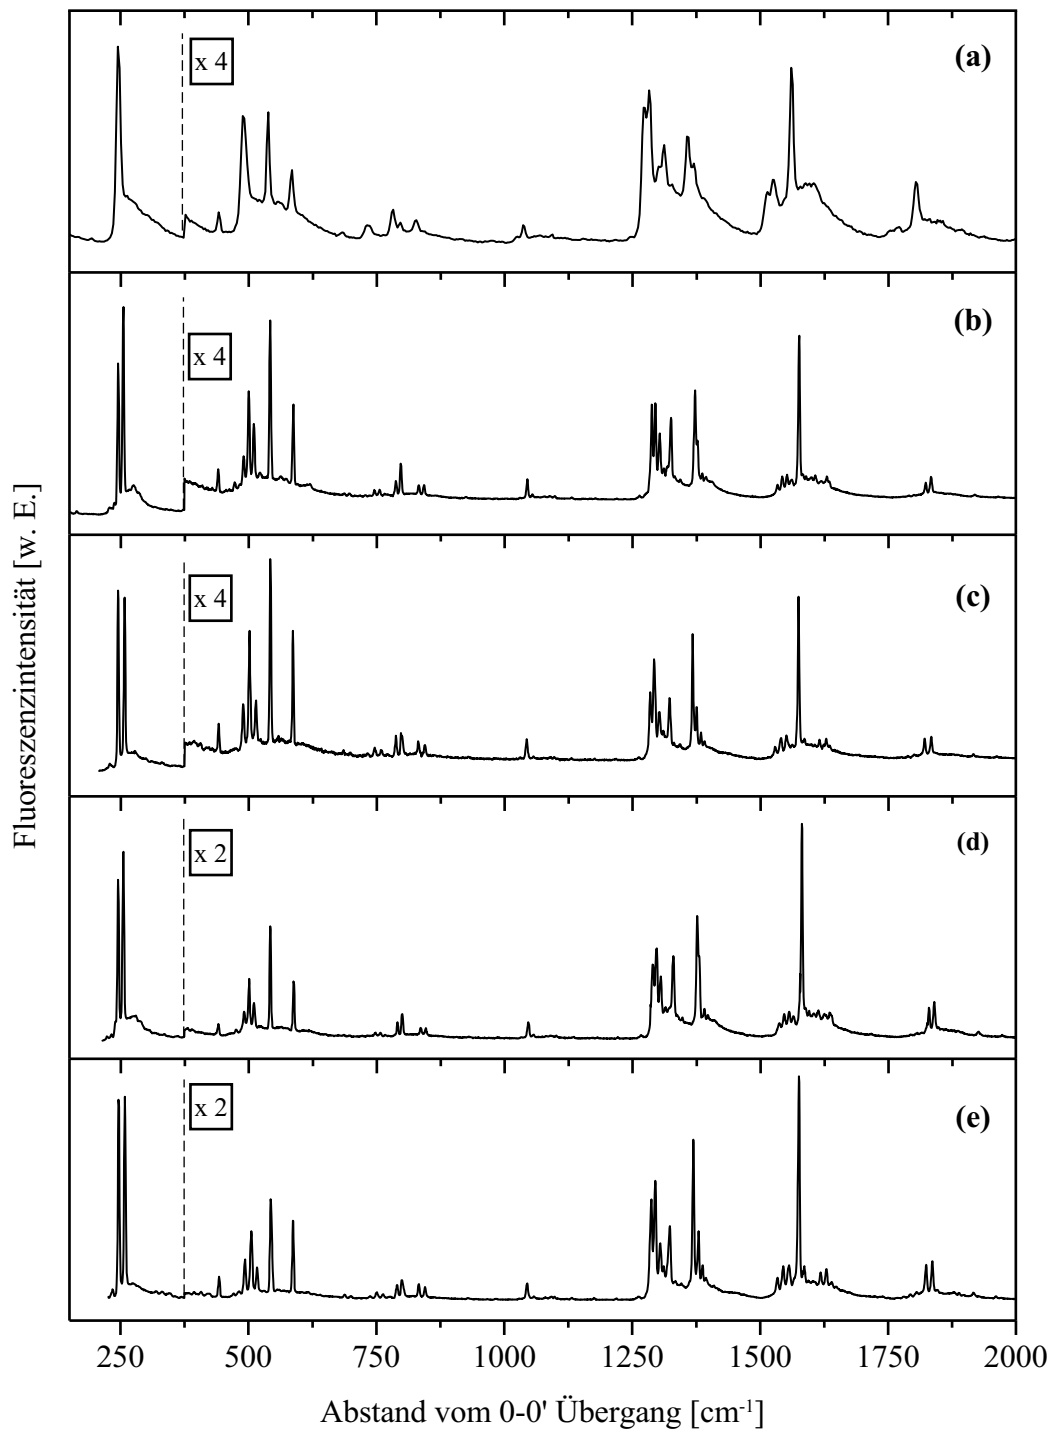 x 4
(a)
x 4
(b)
x 4
(c)
x 2
(d)
x 2
(e)
Fluoreszenzintensität [w. E.]
250 500 750 1000 1250 1500 1750 2000
Abstand vom 0-0' Übergang [cm⁻¹]